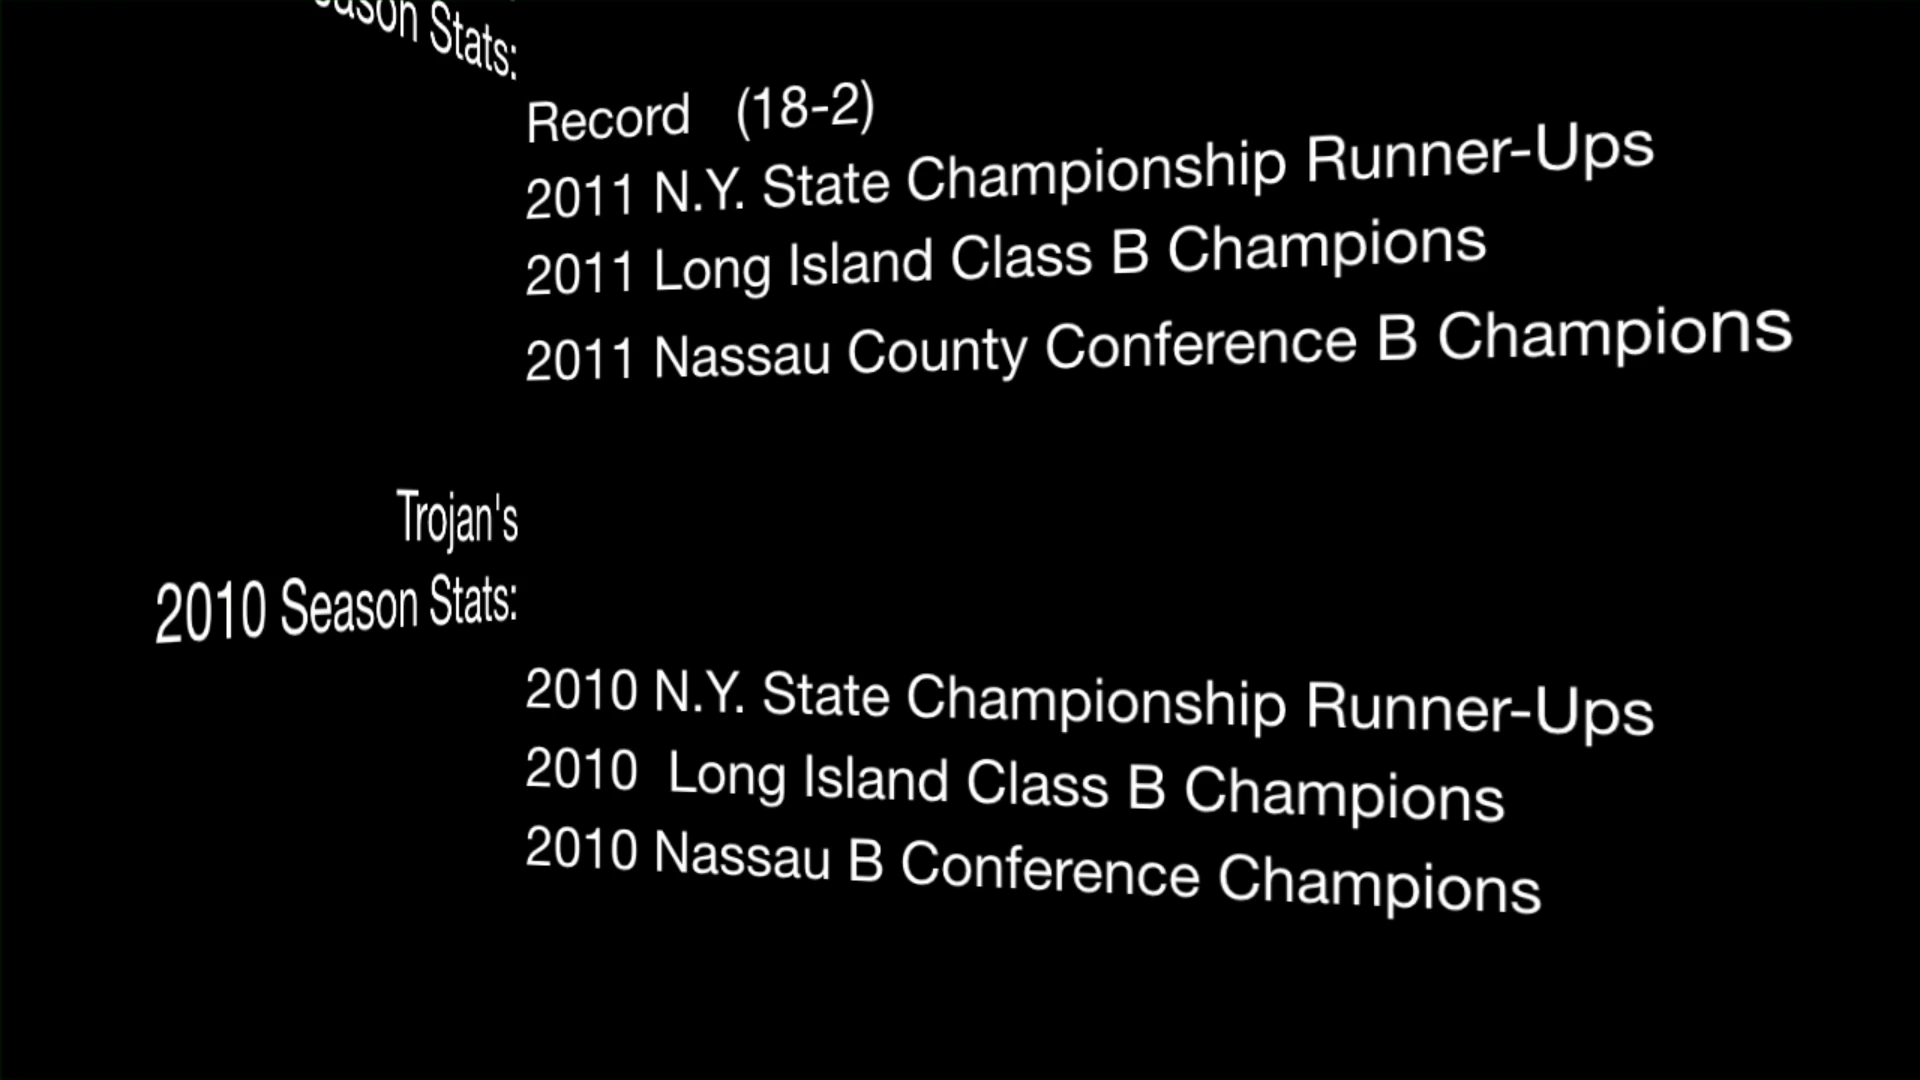 Stats:
Record (18-2)
2011 N.Y. State Championship Runner-Ups
2011 Long Island Class B Champions
2011 Nassau County Conference B Champions
Trojan's
2010 Season Stats:
2010 N.Y. State Championship Runner-Ups
2010 Long Island Class B Champions
2010 Nassau B Conference Champions